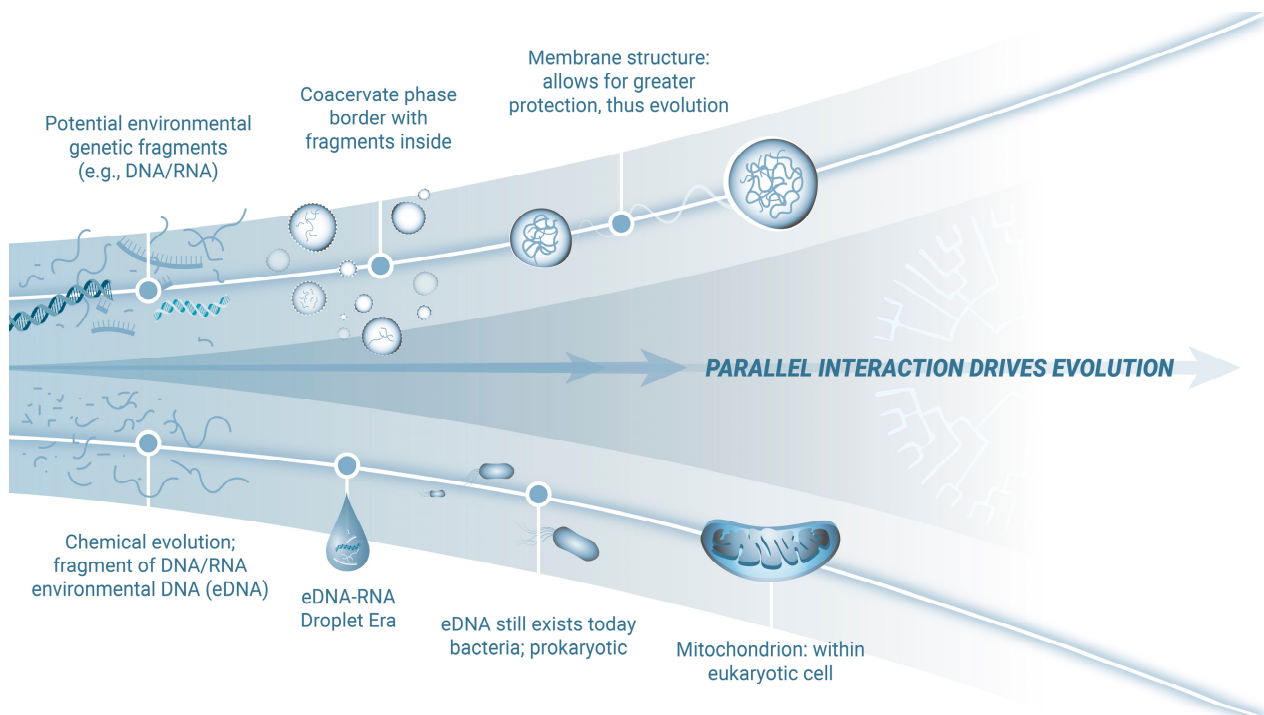 Potential environmental
genetic fragments
(e.g., DNA/RNA)
Coacervate phase
border with
fragments inside
Membrane structure:
allows for greater
protection, thus evolution
PARALLEL INTERACTION DRIVES EVOLUTION
Chemical evolution;
fragment of DNA/RNA
environmental DNA (eDNA)
eDNA-RNA
Droplet Era
eDNA still exists today
bacteria; prokaryotic
Mitochondrion: within
eukaryotic cell